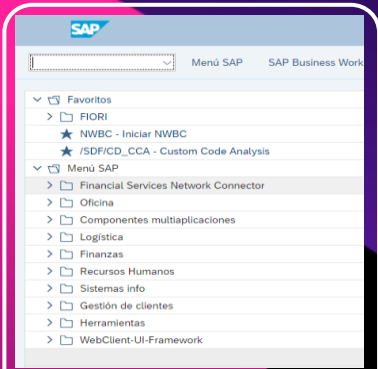 SAP
Menú SAP SAP Business Work
Favoritos
FIORI
NWBC - Iniciar NWBC
/SDF/CD_CCA - Custom Code Analysis
Menú SAP
Financial Services Network Connector
Oficina
Componentes multiaplicaciones
Logística
Finanzas
Recursos Humanos
Sistemas info
Gestión de clientes
Herramientas
WebClient-UI-Framework